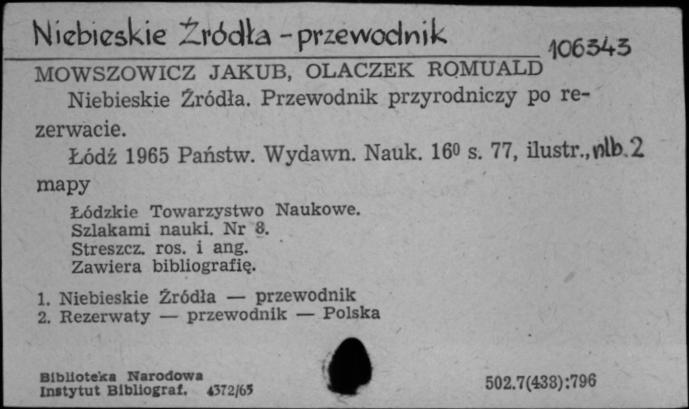 Niebieskie Źródła - przewodnik
106343
MOWSZOWICZ JAKUB, OLACZEK ROMUALD
Niebieskie Źródła. Przewodnik przyrodniczy po re-
zerwacie.
Łódź 1965 Państw. Wydawn. Nauk. 16⁰ s. 77, ilustr., nlb. 2
mapy
Łódzkie Towarzystwo Naukowe.
Szlakami nauki. Nr 8.
Streszcz. ros. i ang.
Zawiera bibliografię.
1. Niebieskie Źródła — przewodnik
2. Rezerwaty — przewodnik — Polska
Biblioteka Narodowa
Instytut Bibliograf. 4372/65
502.7(438):796